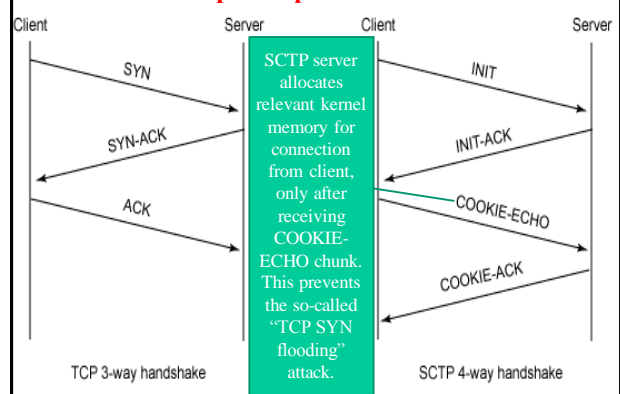 Client
Server
Client
Server
SYN
SYN-ACK
ACK
TCP 3-way handshake
SCTP server
allocates
relevant kernel
memory for
connection
from client,
only after
receiving
COOKIE-
ECHO chunk.
This prevents
the so-called
“TCP SYN
flooding”
attack.
INIT
INIT-ACK
COOKIE-ECHO
COOKIE-ACK
SCTP 4-way handshake